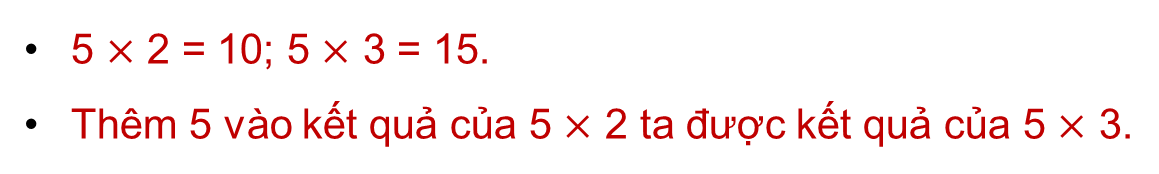 • 5 × 2 = 10; 5 × 3 = 15.
• Thêm 5 vào kết quả của 5 × 2 ta được kết quả của 5 × 3.